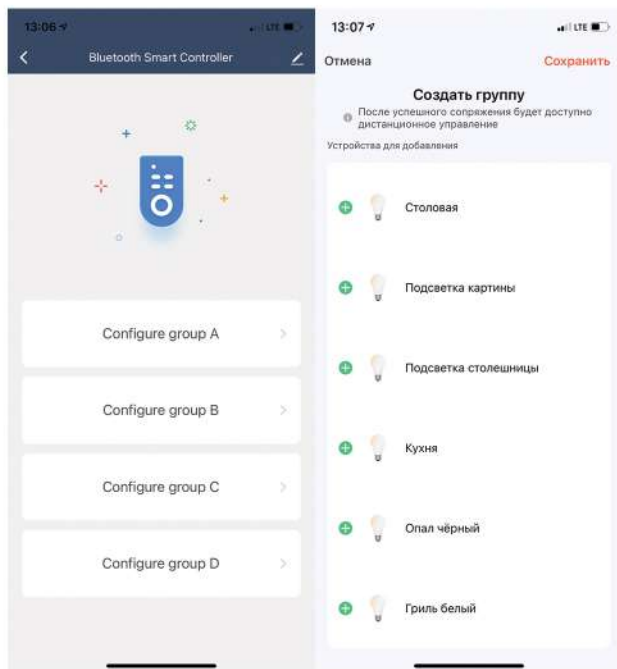 13:06
LTE
Bluetooth Smart Controller
Configure group A
Configure group B
Configure group C
Configure group D
13:07
LTE
Отмена
Сохранить
Создать группу
После успешного сопряжения будет доступно
дистанционное управление
Устройства для добавления
Столовая
Подсветка картины
Подсветка столешницы
Кухня
Опал чёрный
Гриль белый